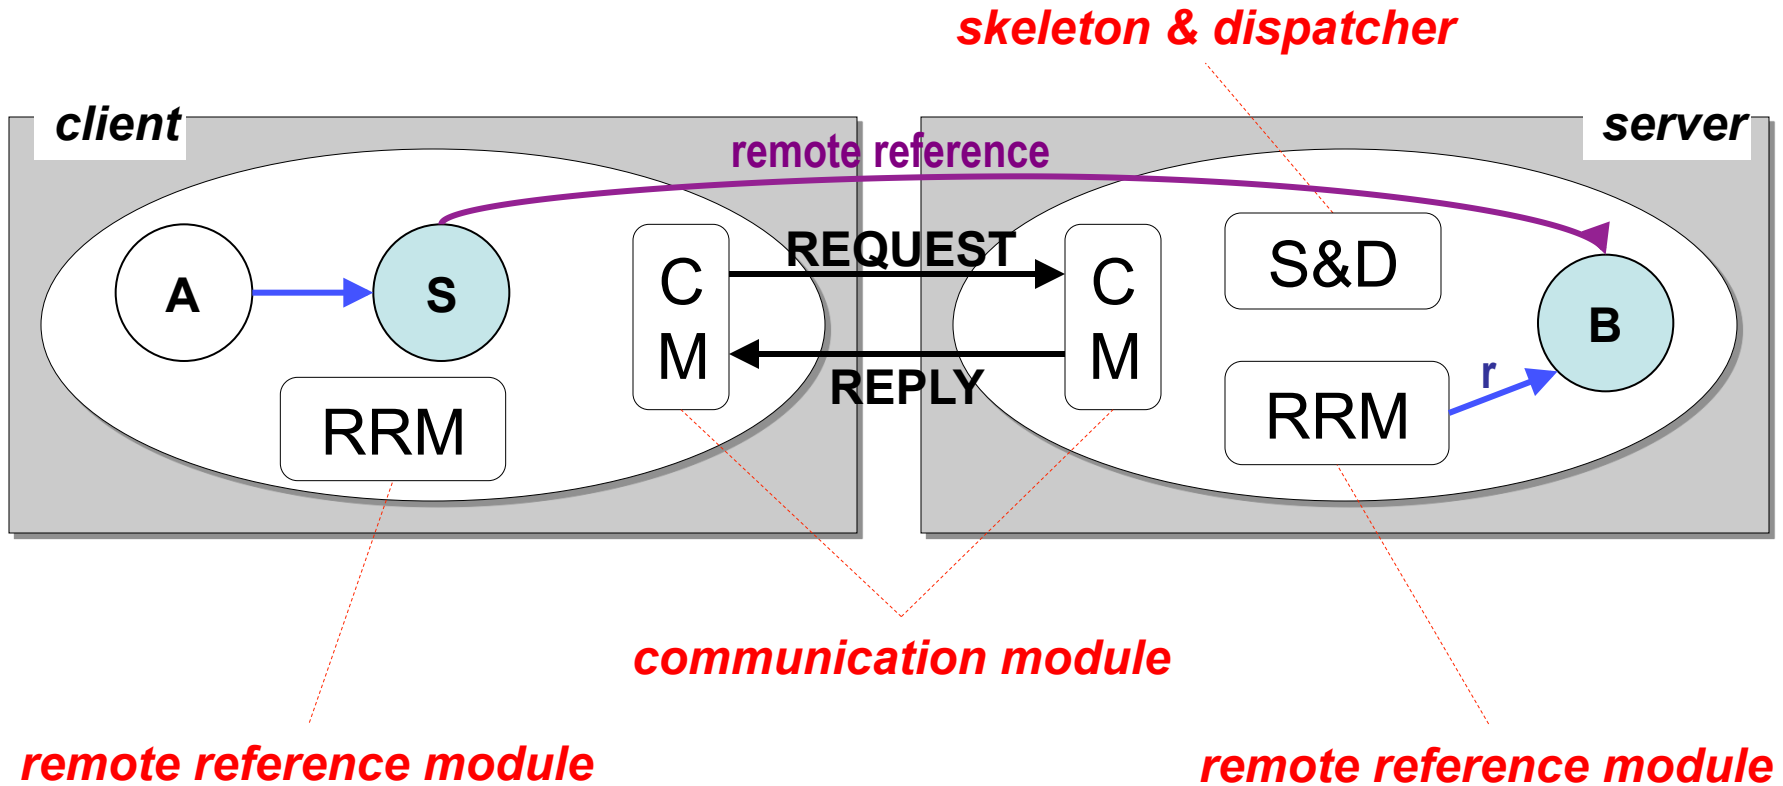 skeleton & dispatcher
client
server
remote reference
A
S
C
M
REQUEST
REPLY
C
M
S&D
B
r
RRM
RRM
communication module
remote reference module
remote reference module